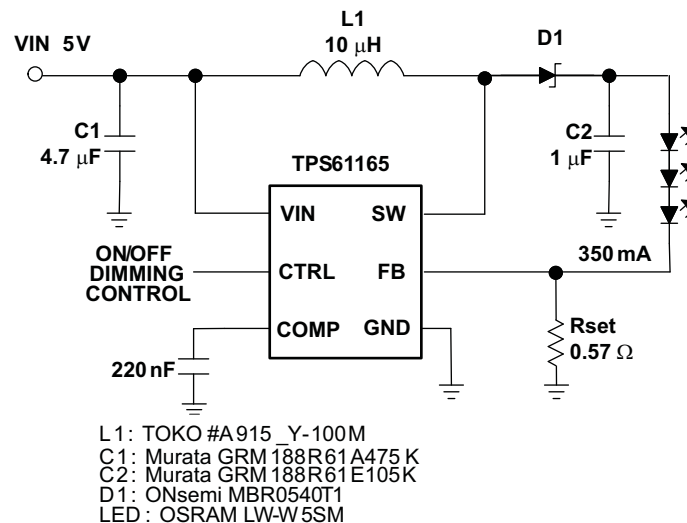 L1
10 µH
VIN 5V
D1
C1
4.7 µF
C2
1 µF
TPS61165
VIN SW
ON/OFF
DIMMING
CONTROL
CTRL FB
350 mA
COMP GND
Rset
0.57 Ω
220 nF
L1: TOKO #A915_Y-100M
C1: Murata GRM188R61A475K
C2: Murata GRM188R61E105K
D1: ONsemi MBR0540T1
LED: OSRAM LW-W5SM